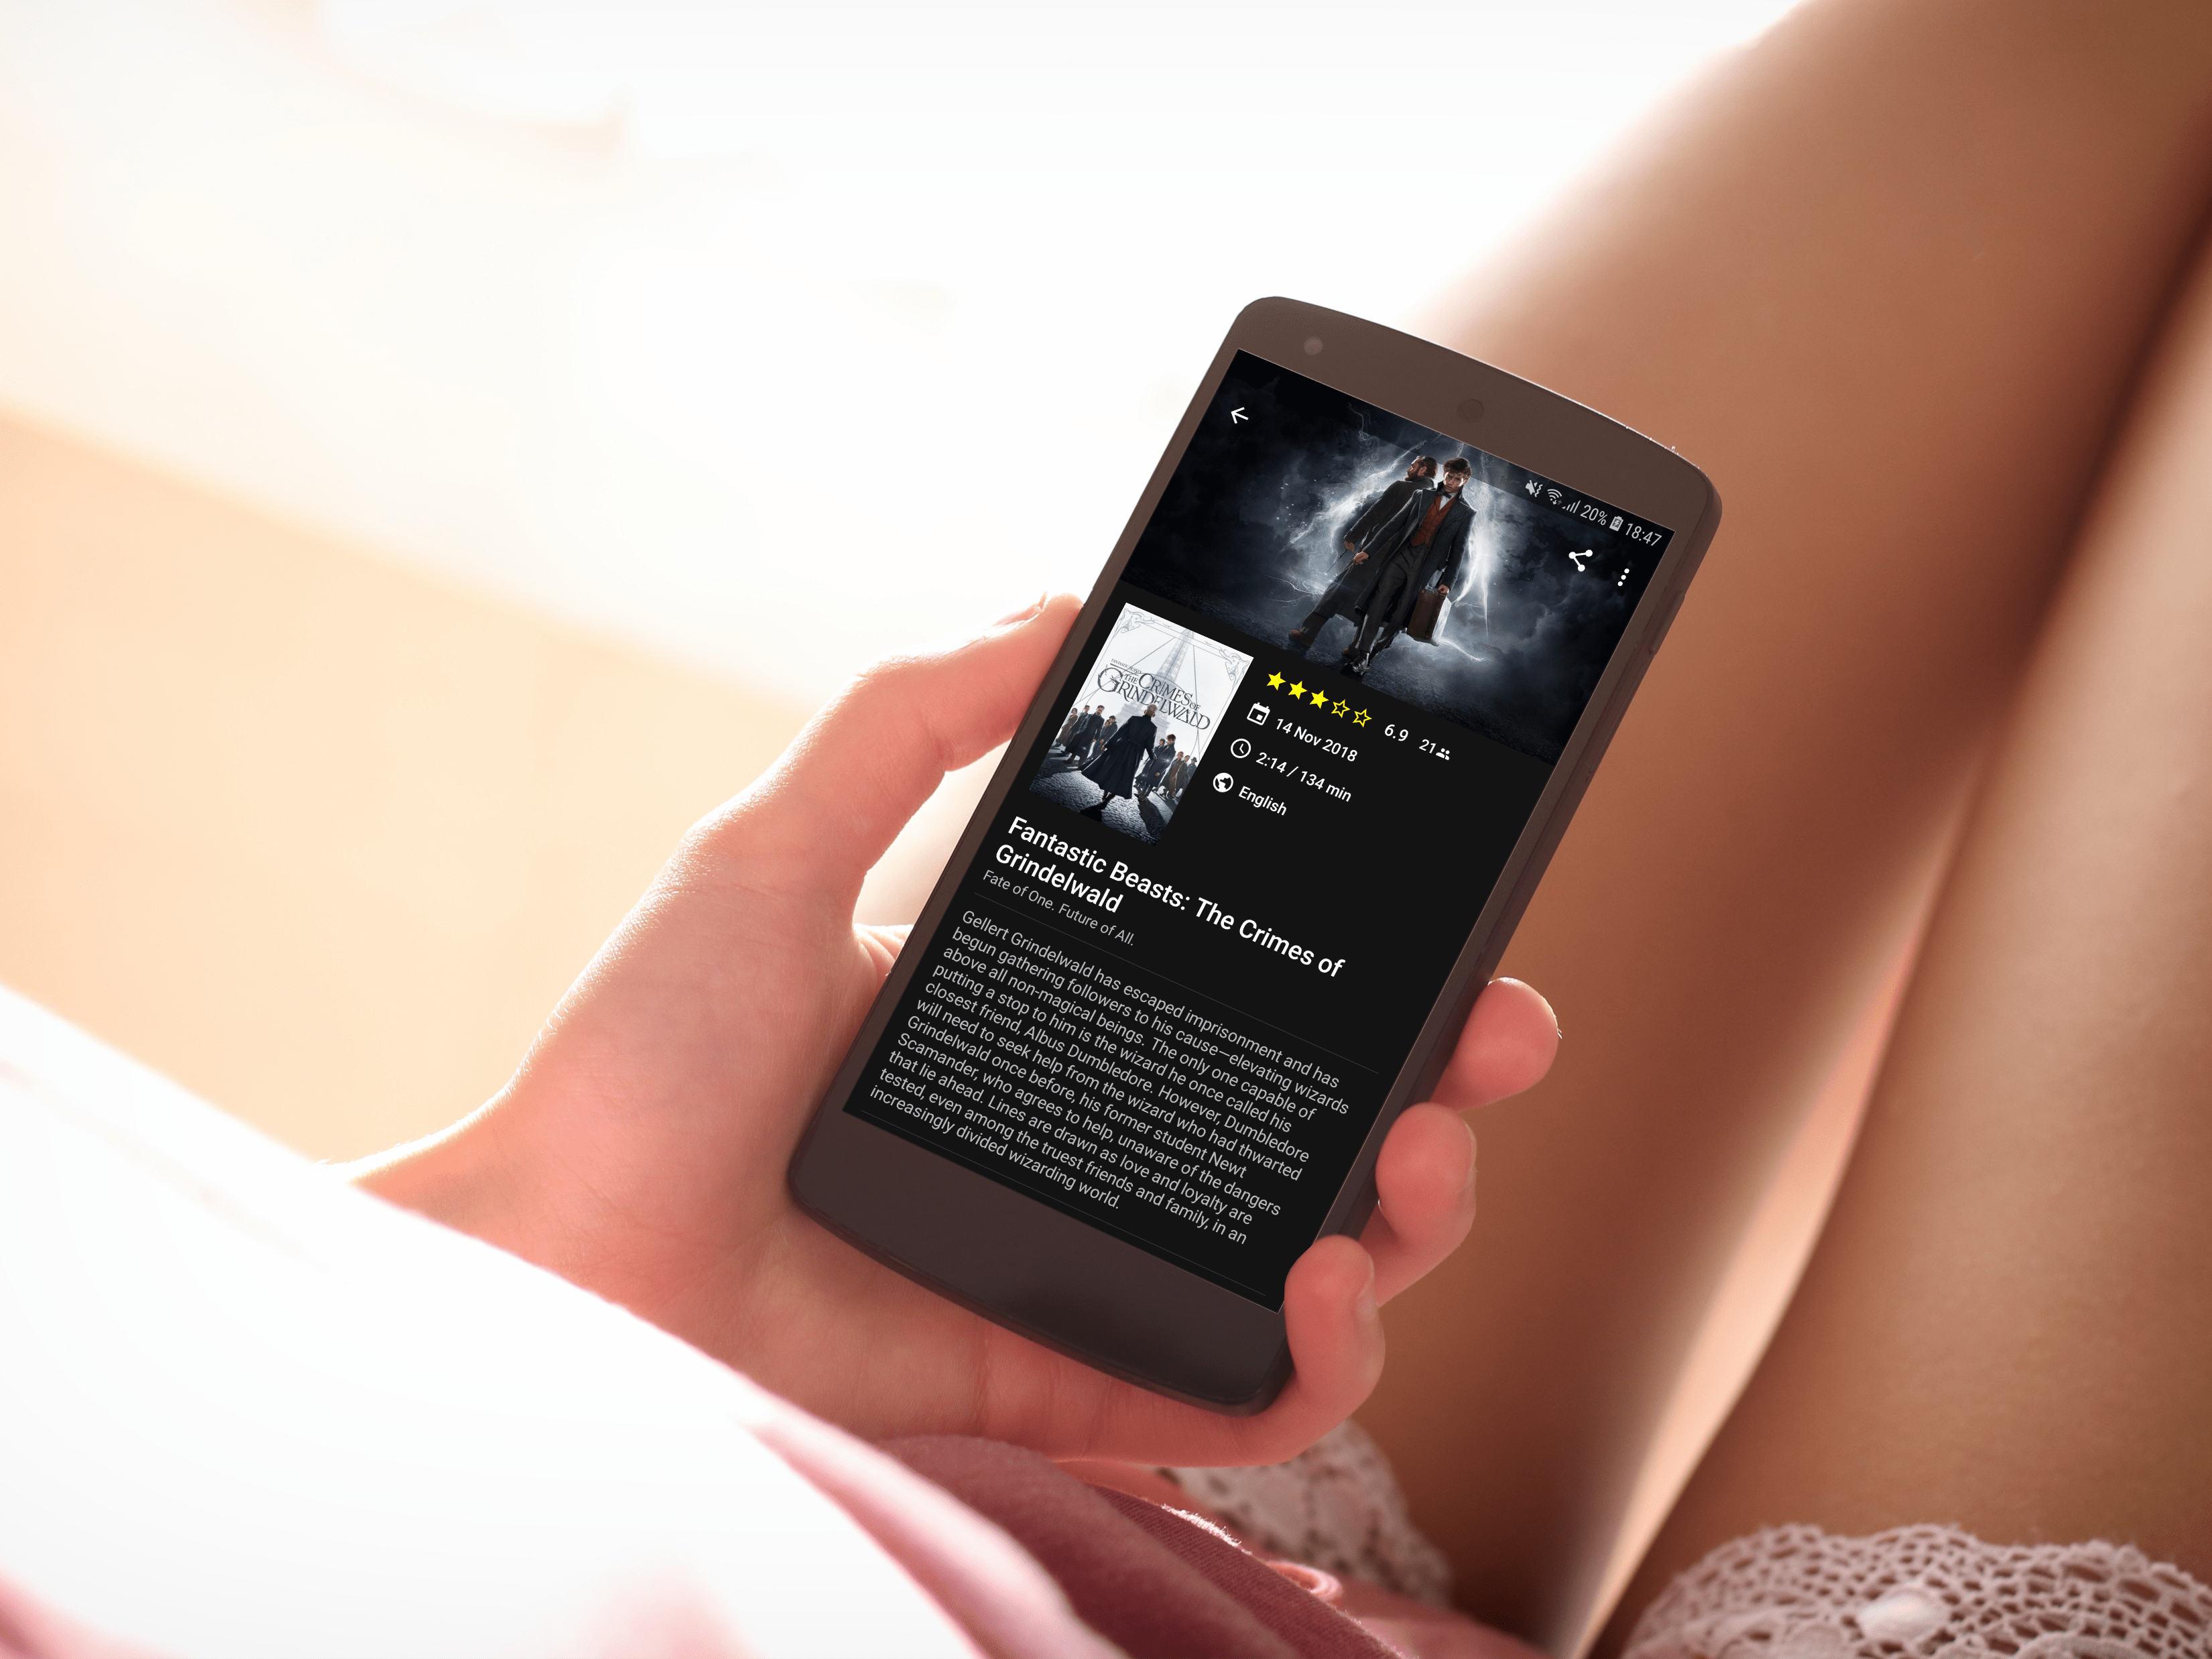 20% 18:47
THE CRIMES OF
GRINDELWALD
6.9 21
14 Nov 2018
2:14 / 134 min
English
Fantastic Beasts: The Crimes of
Grindelwald
Fate of One. Future of All.
Gellert Grindelwald has escaped imprisonment and has
begun gathering followers to his cause—elevating wizards
above all non-magical beings. The only one capable of
putting a stop to him is the wizard he once called his
closest friend, Albus Dumbledore. However, Dumbledore
will need to seek help from the wizard who had thwarted
Grindelwald once before, his former student Newt
Scamander, who agrees to help, unaware of the dangers
that lie ahead. Lines are drawn as love and loyalty are
tested, even among the truest friends and family, in an
increasingly divided wizarding world.